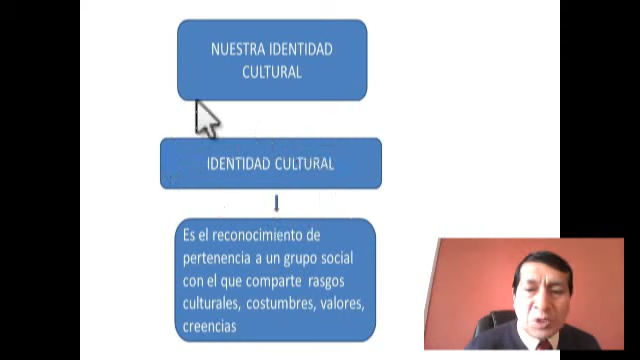 NUESTRA IDENTIDAD
CULTURAL
IDENTIDAD CULTURAL
Es el reconocimiento de
pertenencia a un grupo social
con el que comparte rasgos
culturales, costumbres, valores,
creencias